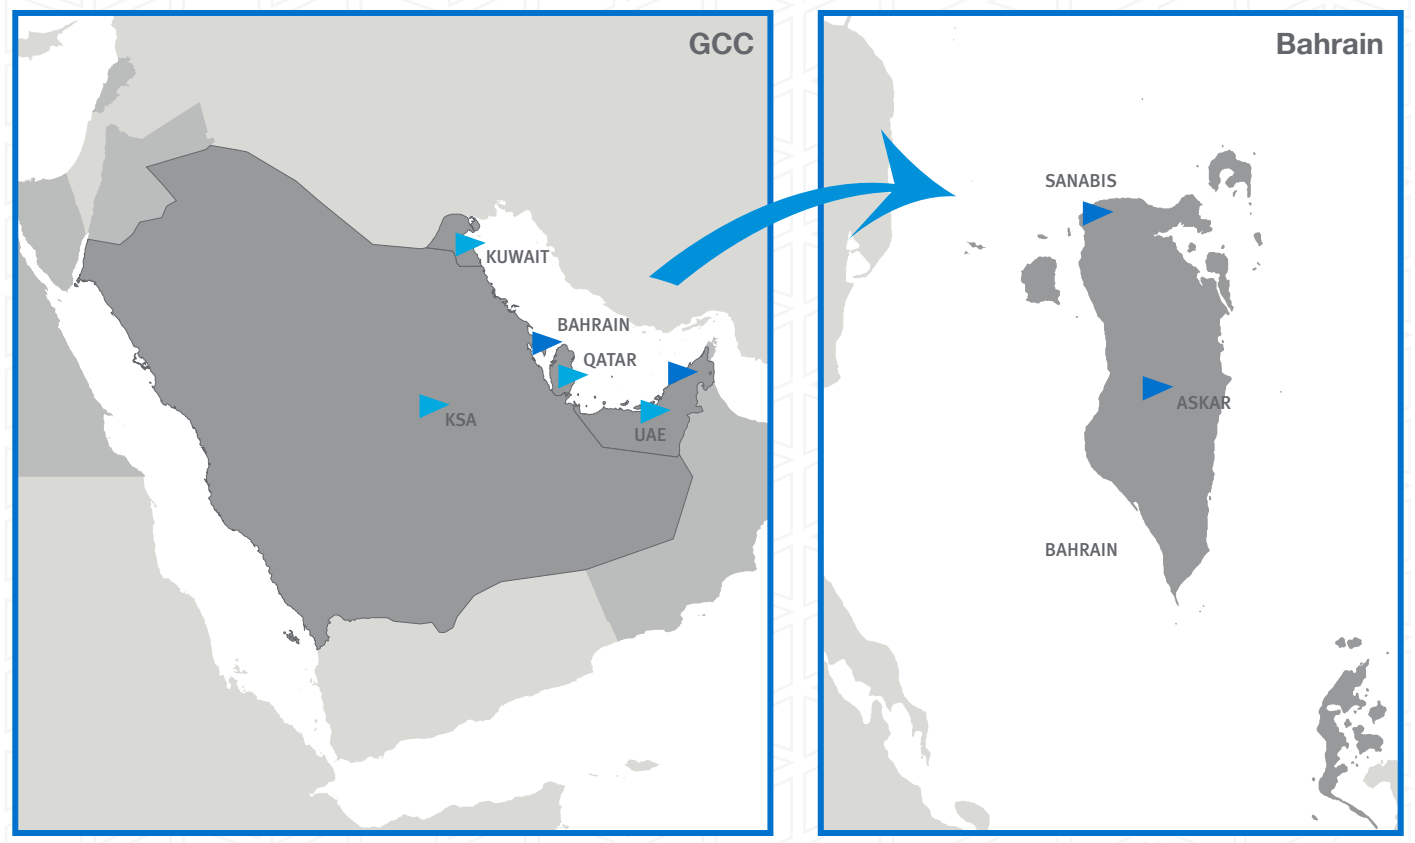 GCC
KUWAIT
BAHRAIN
QATAR
KSA
UAE
Bahrain
SANABIS
ASKAR
BAHRAIN